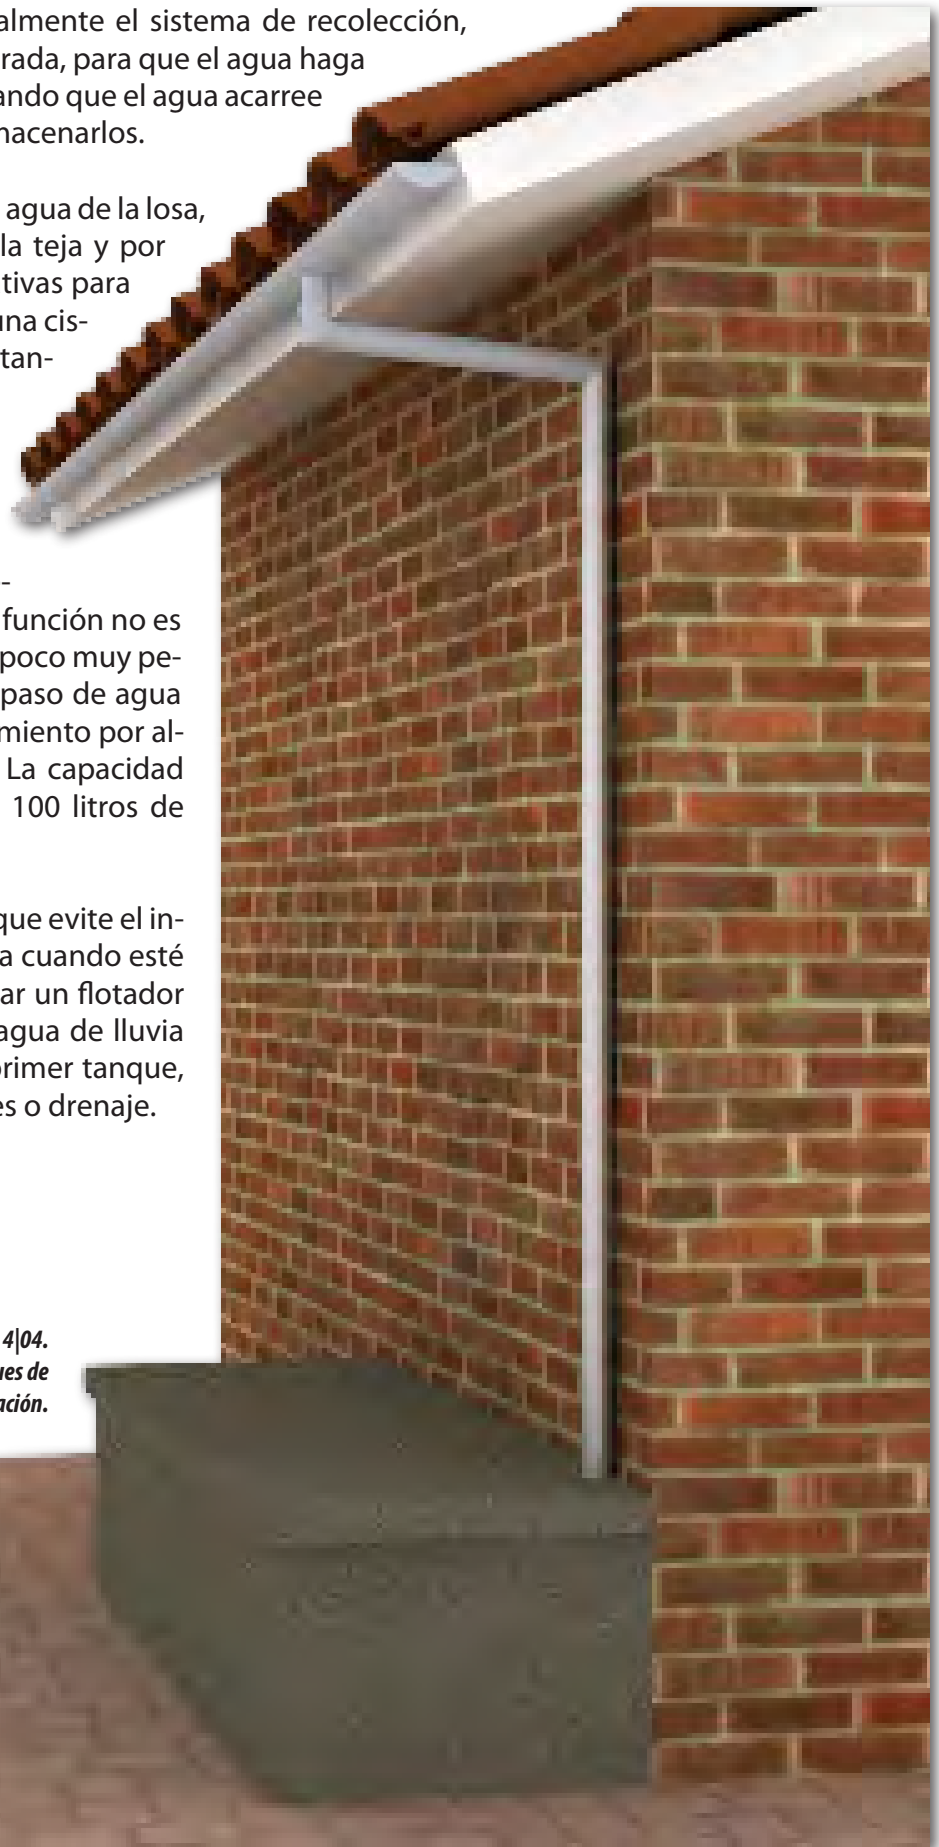 almente el sistema de recolección,
rada, para que el agua haga
ando que el agua acarree
nacenarlos.
agua de la losa,
la teja y por
tivas para
una cis-
tan-
-
función no es
poco muy pe-
paso de agua
miento por al-
La capacidad
100 litros de
que evite el in-
a cuando esté
ar un flotador
agua de lluvia
primer tanque,
es o drenaje.
4|04.
ues de
ación.